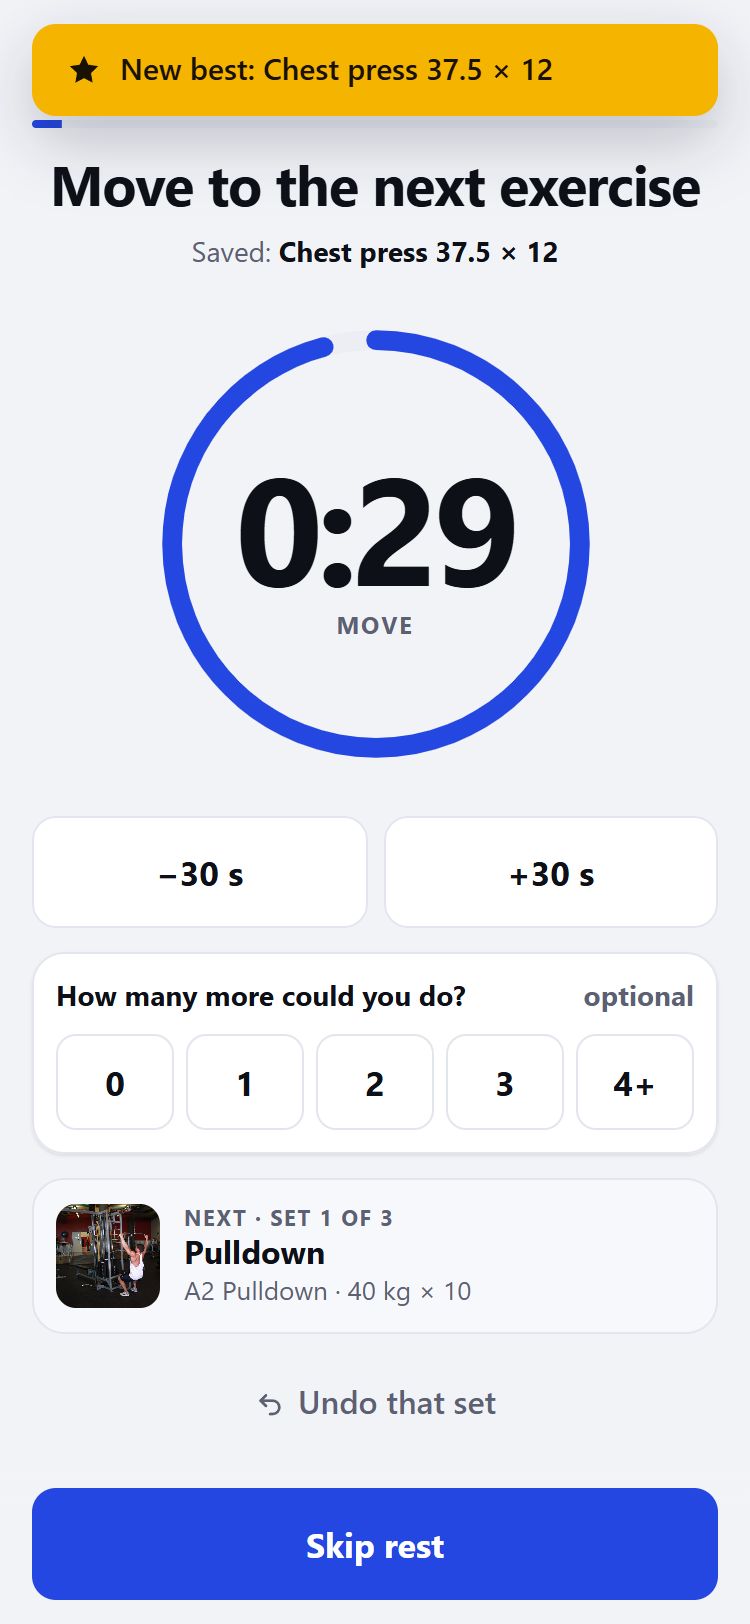 New best: Chest press 37.5 × 12
Move to the next exercise
Saved: Chest press 37.5 × 12
0:29
MOVE
−30 s
+30 s
How many more could you do?
optional
0
1
2
3
4+
NEXT · SET 1 OF 3
Pulldown
A2 Pulldown · 40 kg × 10
Undo that set
Skip rest